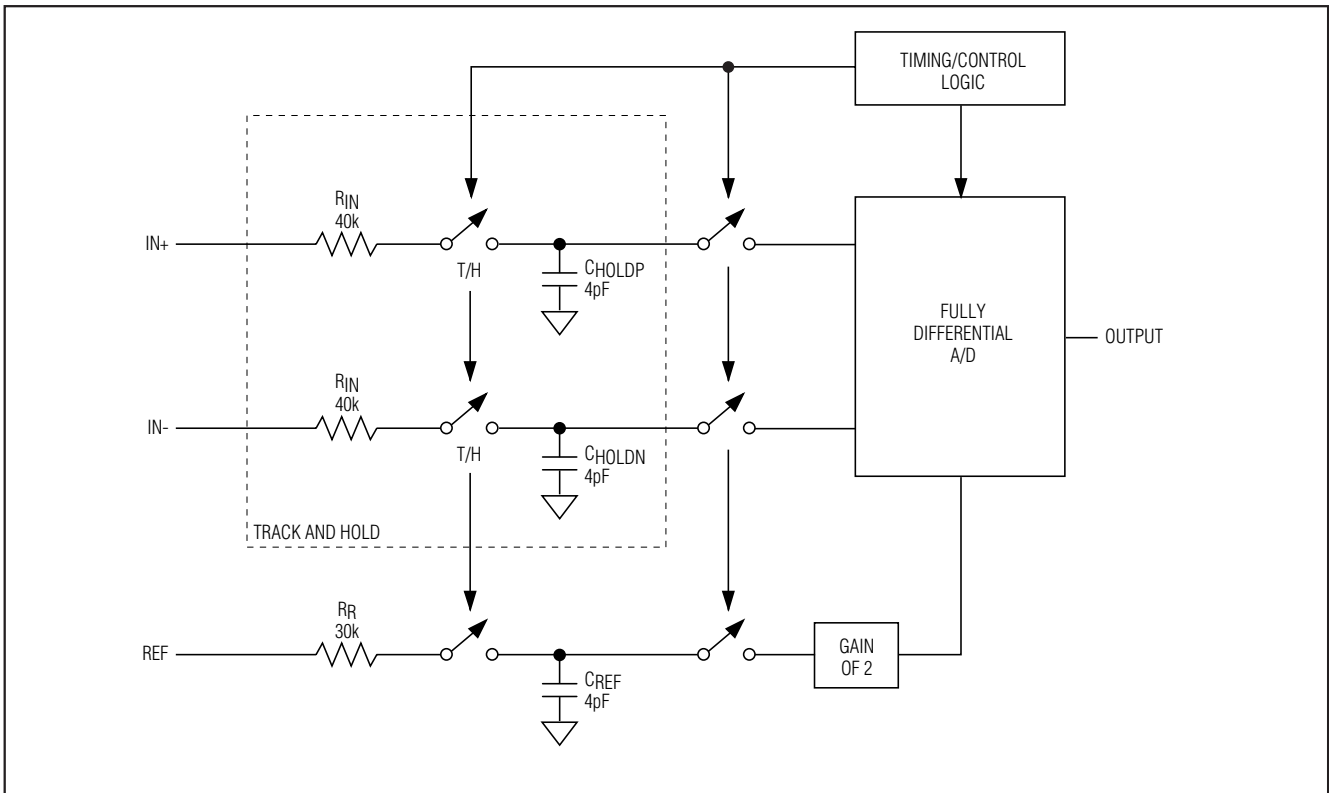 TIMING/CONTROL
LOGIC
RIN
40k
IN+
T/H
CHOLDP
4pF
FULLY
DIFFERENTIAL
A/D
OUTPUT
RIN
40k
IN-
T/H
CHOLDN
4pF
TRACK AND HOLD
RR
30k
REF
GAIN
OF 2
CREF
4pF